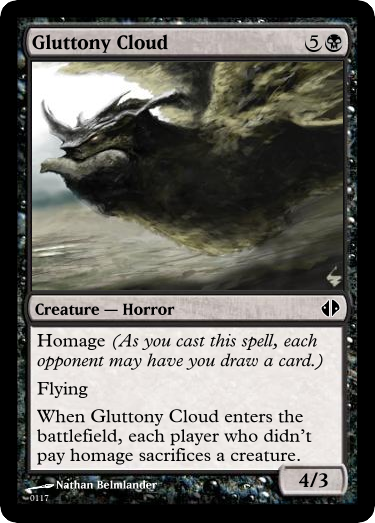 Gluttony Cloud 5
Creature — Horror
Homage (As you cast this spell, each
opponent may have you draw a card.)
Flying
When Gluttony Cloud enters the
battlefield, each player who didn't
pay homage sacrifices a creature.
4/3
Nathan Belmlander
0117